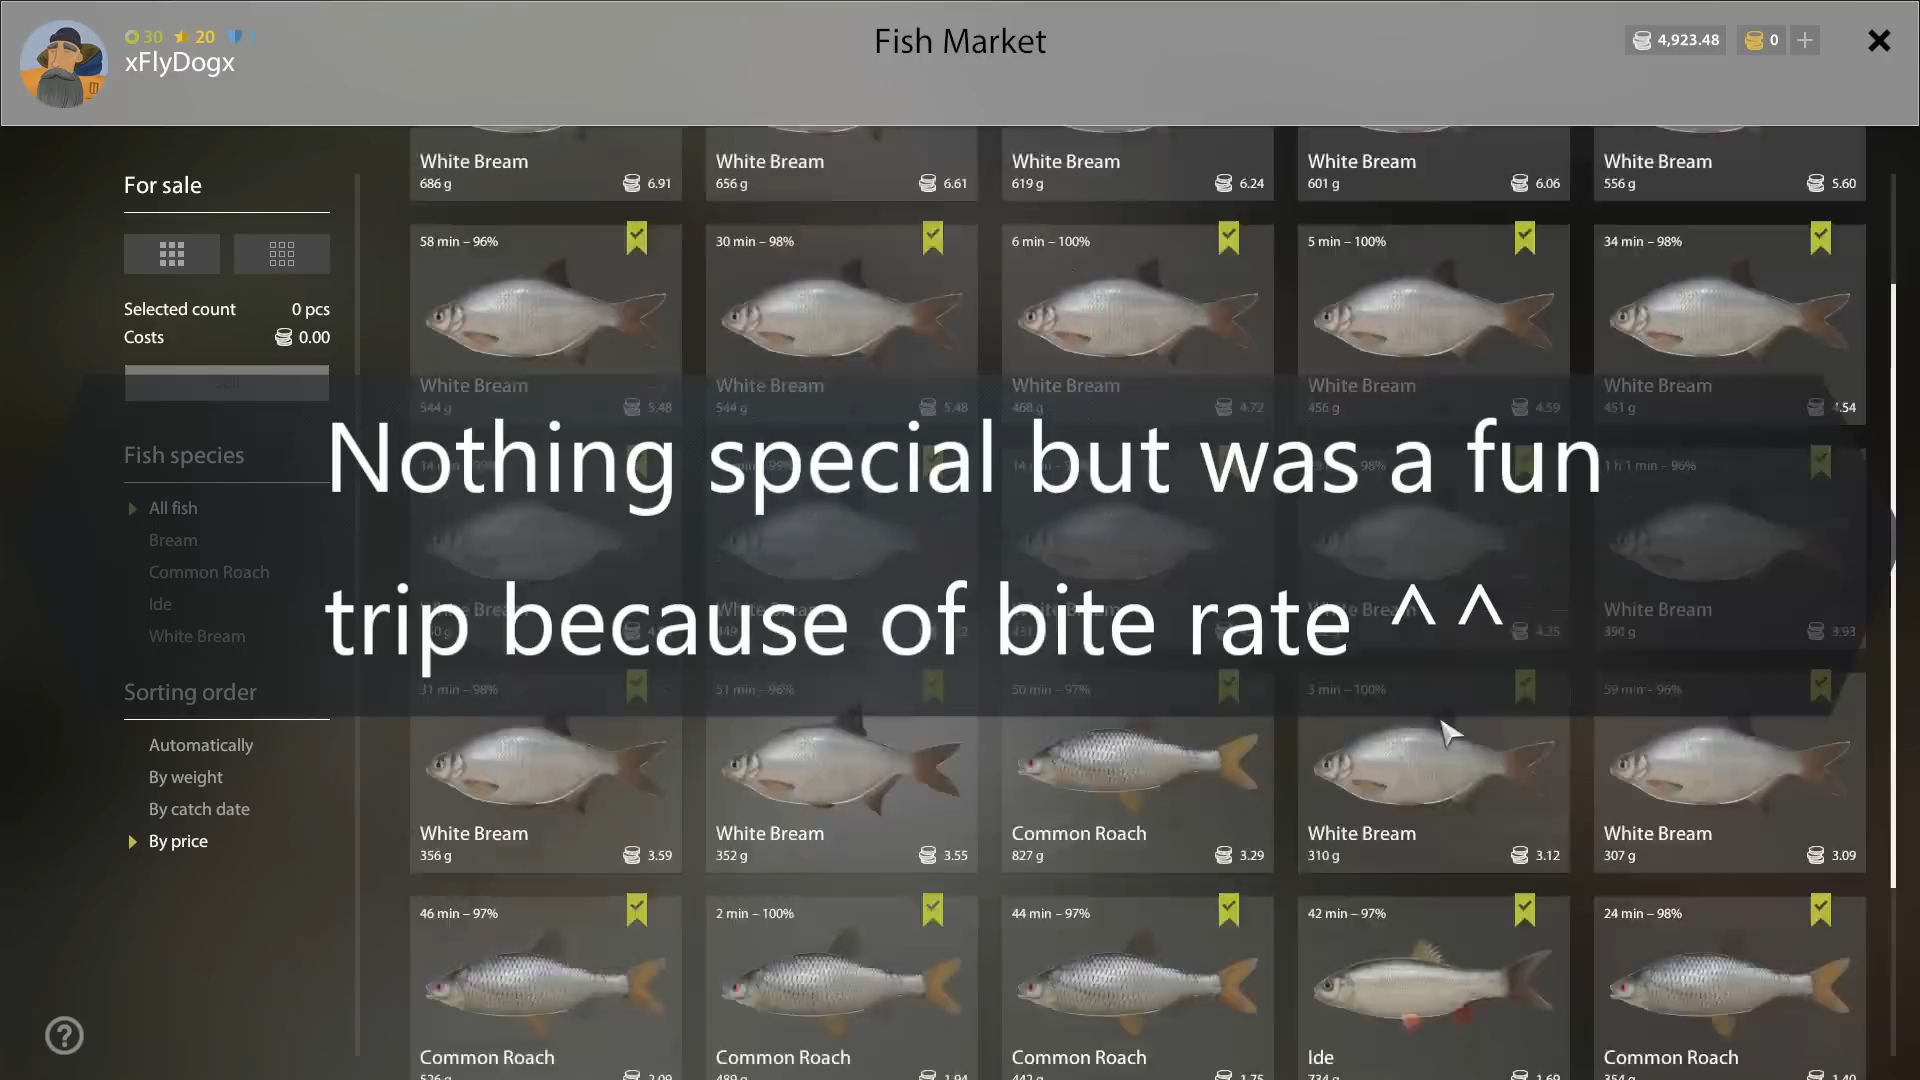 30 20 1
xFlyDogx
Fish Market
4,923.48
0
For sale
Selected count 0 pcs
Costs 0.00
Fish species
All fish
Bream
Common Roach
Ide
White Bream
Sorting order
Automatically
By weight
By catch date
By price
White Bream White Bream White Bream White Bream White Bream
686 g 6.91 656 g 6.61 619 g 6.24 601 g 6.06 556 g 5.60
58 min – 96% 30 min – 98% 6 min – 100% 5 min – 100% 34 min – 98%
White Bream White Bream White Bream White Bream White Bream
544 g 5.48 544 g 5.48 468 g 4.72 456 g 4.59 451 g 4.54
Nothing special but was a fun
trip because of bite rate ^^
1 h 1 min – 96%
White Bream
4.35 390 g 3.93
31 min – 98% 51 min – 96% 50 min – 97% 3 min – 100% 59 min – 96%
White Bream White Bream Common Roach White Bream White Bream
356 g 3.59 352 g 3.55 827 g 3.29 310 g 3.12 307 g 3.09
46 min – 97% 2 min – 100% 44 min – 97% 42 min – 97% 24 min – 98%
Common Roach Common Roach Common Roach Ide Common Roach